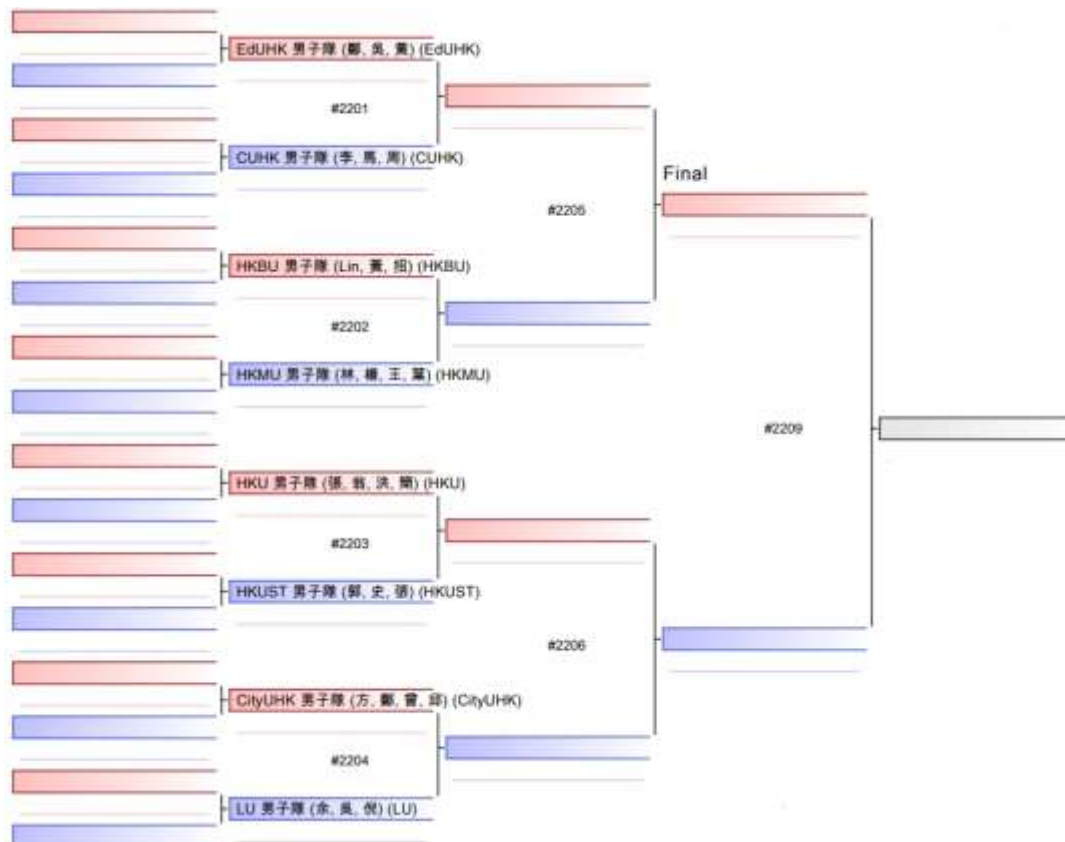 EdUHK 男子隊 (鄭, 吳, 黃) (EdUHK)
#2201
CUHK 男子隊 (李, 馬, 周) (CUHK)
#2205
Final
HKBU 男子隊 (Lin, 黃, 招) (HKBU)
#2202
HKMU 男子隊 (林, 楊, 王, 葉) (HKMU)
#2209
HKU 男子隊 (張, 翁, 洪, 簡) (HKU)
#2203
HKUST 男子隊 (郭, 史, 張) (HKUST)
#2206
CityUHK 男子隊 (方, 鄭, 曾, 邱) (CityUHK)
#2204
LU 男子隊 (余, 吳, 倪) (LU)